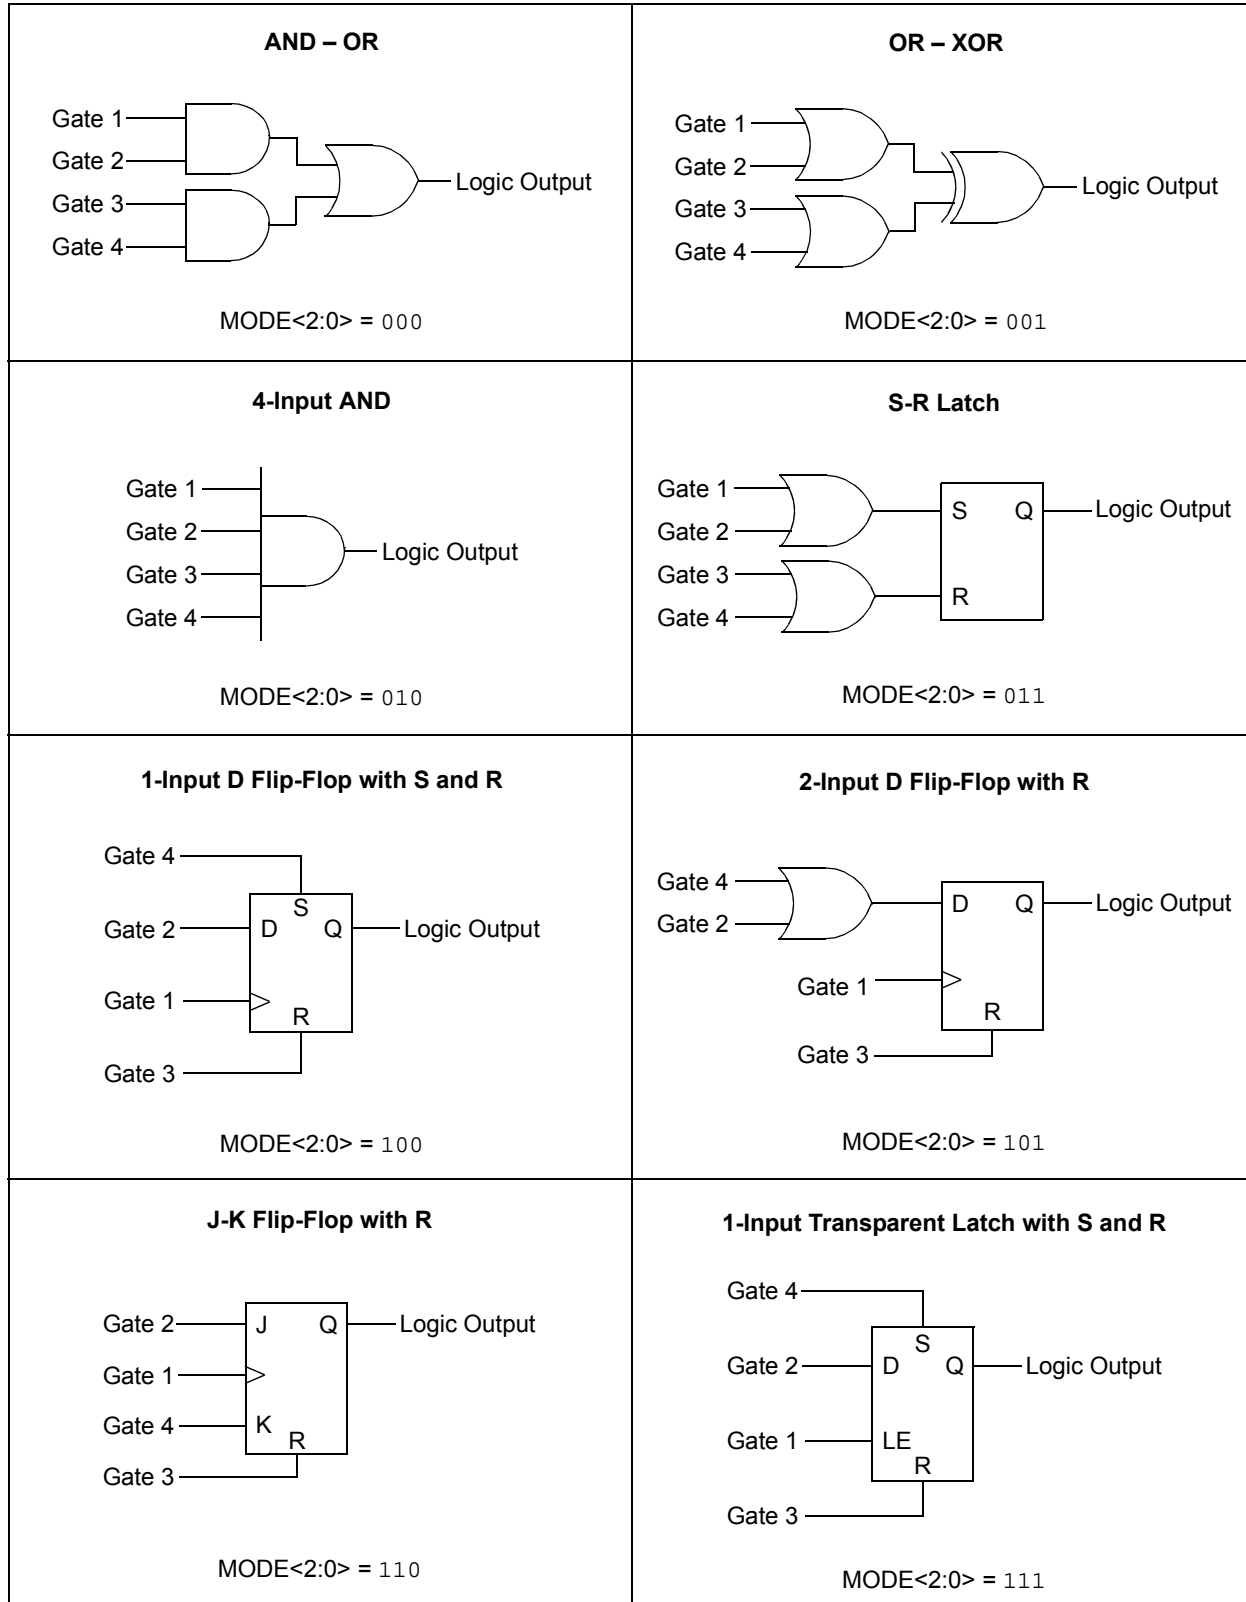 AND – OR
Gate 1
Gate 2
Gate 3
Gate 4
Logic Output
MODE<2:0> = 000
OR – XOR
Gate 1
Gate 2
Gate 3
Gate 4
Logic Output
MODE<2:0> = 001
4-Input AND
Gate 1
Gate 2
Gate 3
Gate 4
Logic Output
MODE<2:0> = 010
S-R Latch
Gate 1
Gate 2
Gate 3
Gate 4
S Q
R
Logic Output
MODE<2:0> = 011
1-Input D Flip-Flop with S and R
Gate 4
S
Gate 2
D Q
Logic Output
Gate 1
R
Gate 3
MODE<2:0> = 100
2-Input D Flip-Flop with R
Gate 4
Gate 2
D Q
Logic Output
Gate 1
R
Gate 3
MODE<2:0> = 101
J-K Flip-Flop with R
Gate 2
J Q
Logic Output
Gate 1
Gate 4
K
R
Gate 3
MODE<2:0> = 110
1-Input Transparent Latch with S and R
Gate 4
S
Gate 2
D Q
Logic Output
Gate 1
LE
R
Gate 3
MODE<2:0> = 111